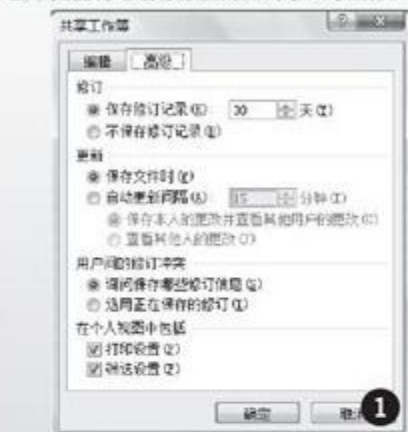 共享工作簿
编辑 高级
修订
保存修订记录(K) 30 天(Y)
不保存修订记录(N)
更新
保存文件时(W)
自动更新间隔(A) 15 分钟(I)
保存本人的更改并查看其他用户的更改(C)
查看其他人的更改(O)
用户间的修订冲突
询问保存哪些修订信息(S)
选用正在保存的修订(T)
在个人视图中包括
打印设置(P)
筛选设置(F)
确定 取消
1